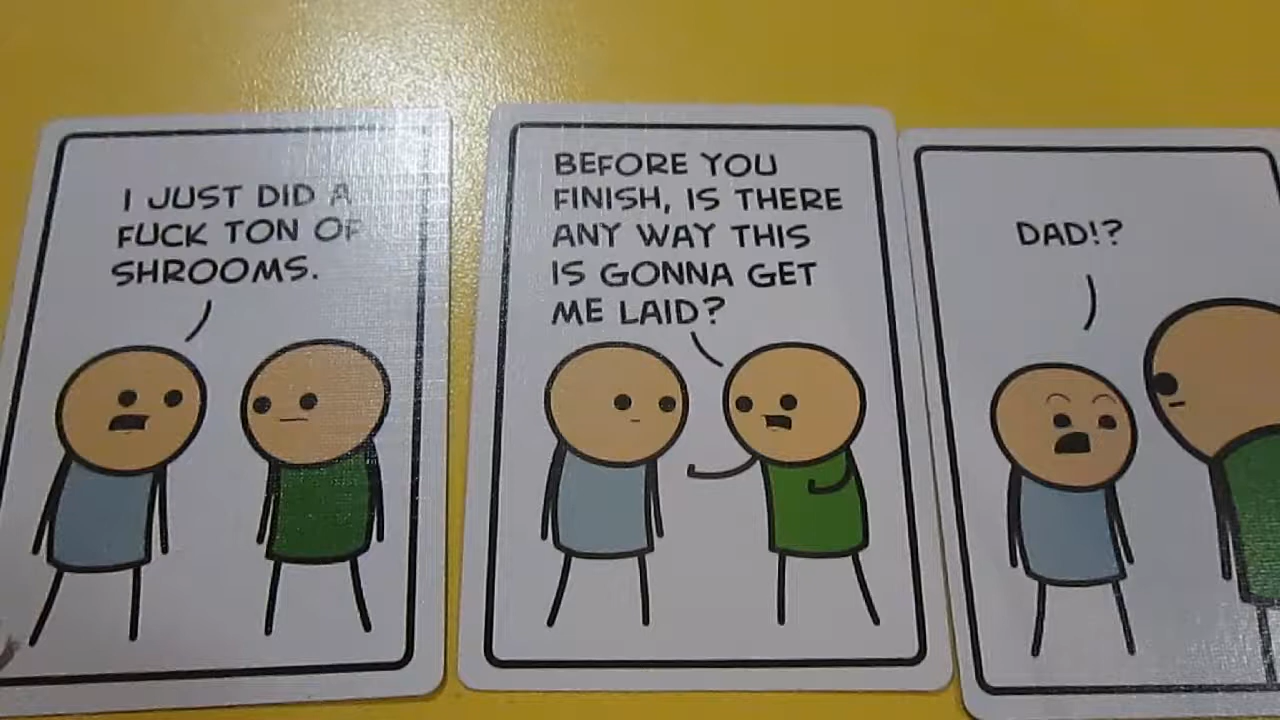 I JUST DID A
FUCK TON OF
SHROOMS.
BEFORE YOU
FINISH, IS THERE
ANY WAY THIS
IS GONNA GET
ME LAID?
DAD!?